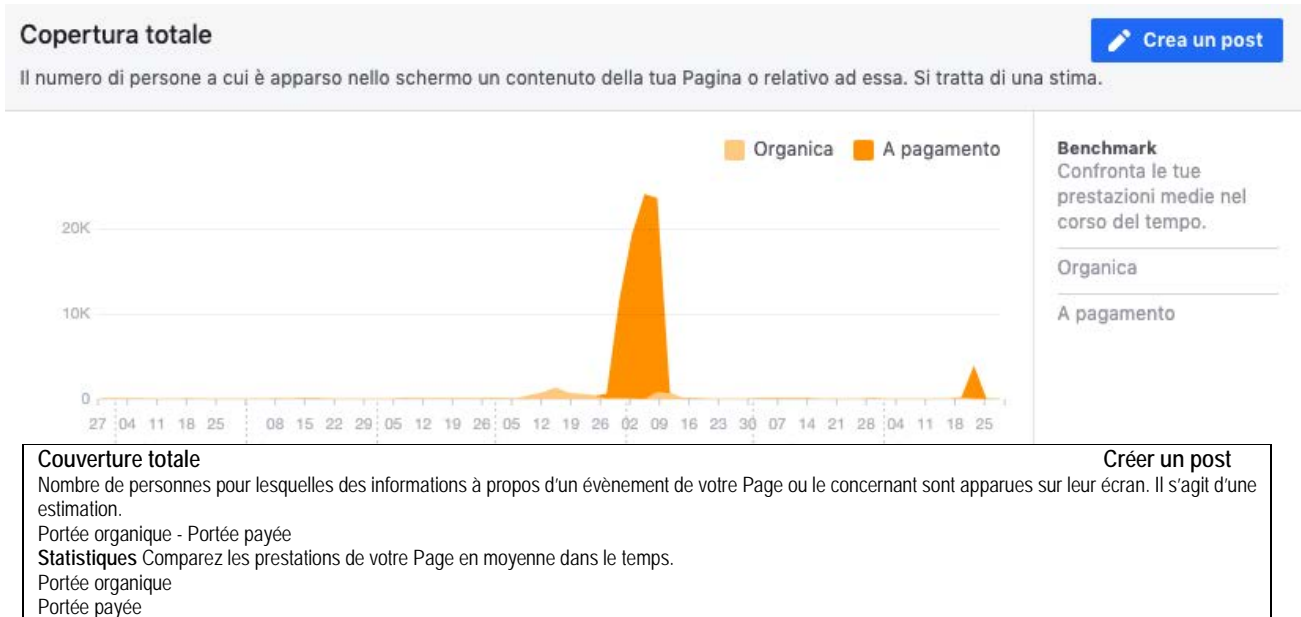 Copertura totale
Crea un post
Il numero di persone a cui è apparso nello schermo un contenuto della tua Pagina o relativo ad essa. Si tratta di una stima.
Organica A pagamento
Benchmark
Confronta le tue
prestazioni medie nel
corso del tempo.
Organica
A pagamento
20K
10K
0
27 04 11 18 25 08 15 22 29 05 12 19 26 05 12 19 26 02 09 16 23 30 07 14 21 28 04 11 18 25
Couverture totale Créer un post
Nombre de personnes pour lesquelles des informations à propos d'un évènement de votre Page ou le concernant sont apparues sur leur écran. Il s'agit d'une
estimation.
Portée organique - Portée payée
Statistiques Comparez les prestations de votre Page en moyenne dans le temps.
Portée organique
Portée payée